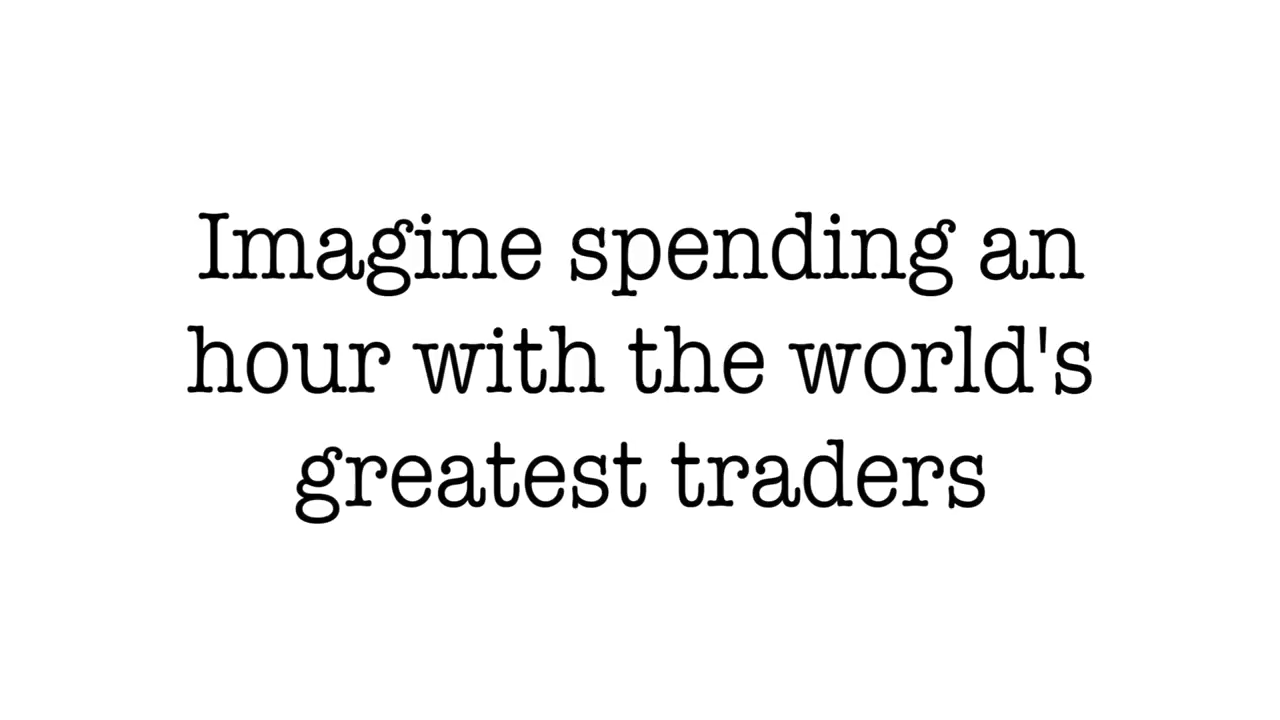 Imagine spending an
hour with the world's
greatest traders